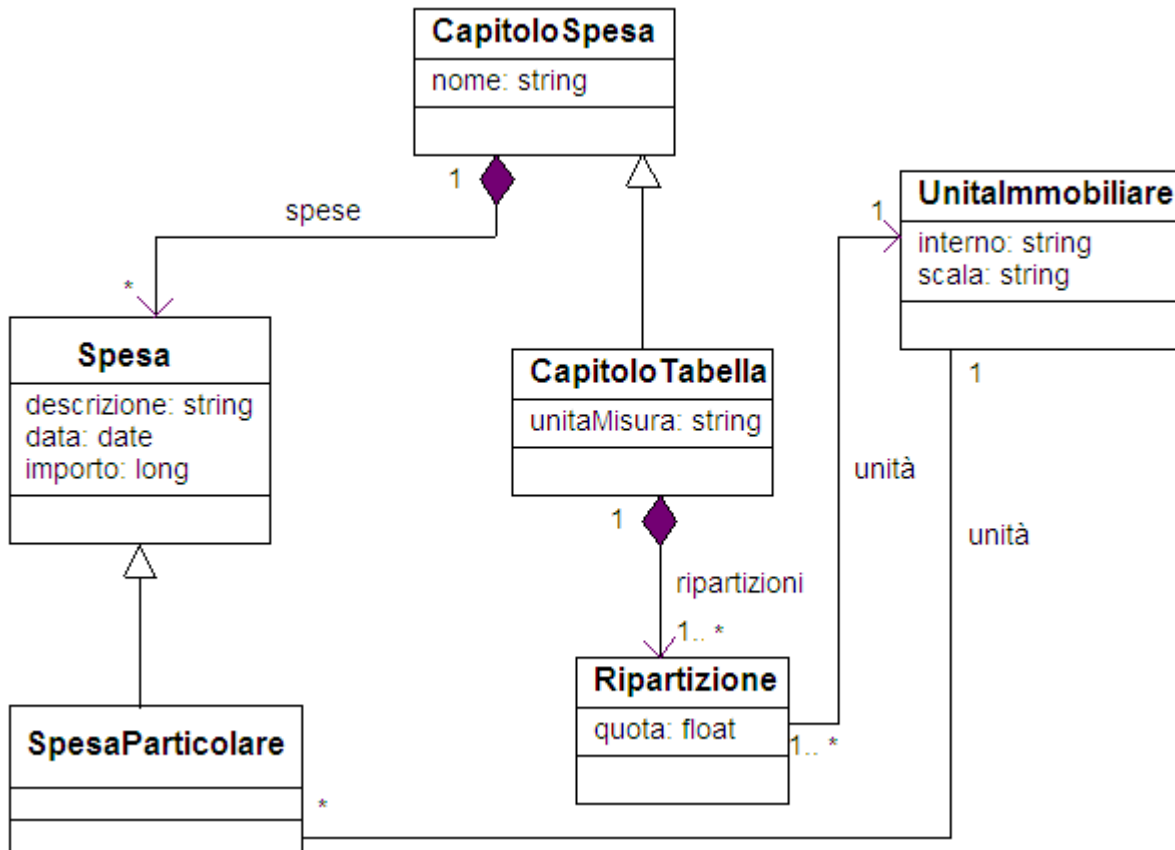 CapitoloSpesa
nome: string
1
spese
*
Spesa
descrizione: string
data: date
importo: long
SpesaParticolare
*
CapitoloTabella
unitaMisura: string
1
ripartizioni
1.. *
Ripartizione
quota: float
1.. *
unità
1
UnitaImmobiliare
interno: string
scala: string
1
unità